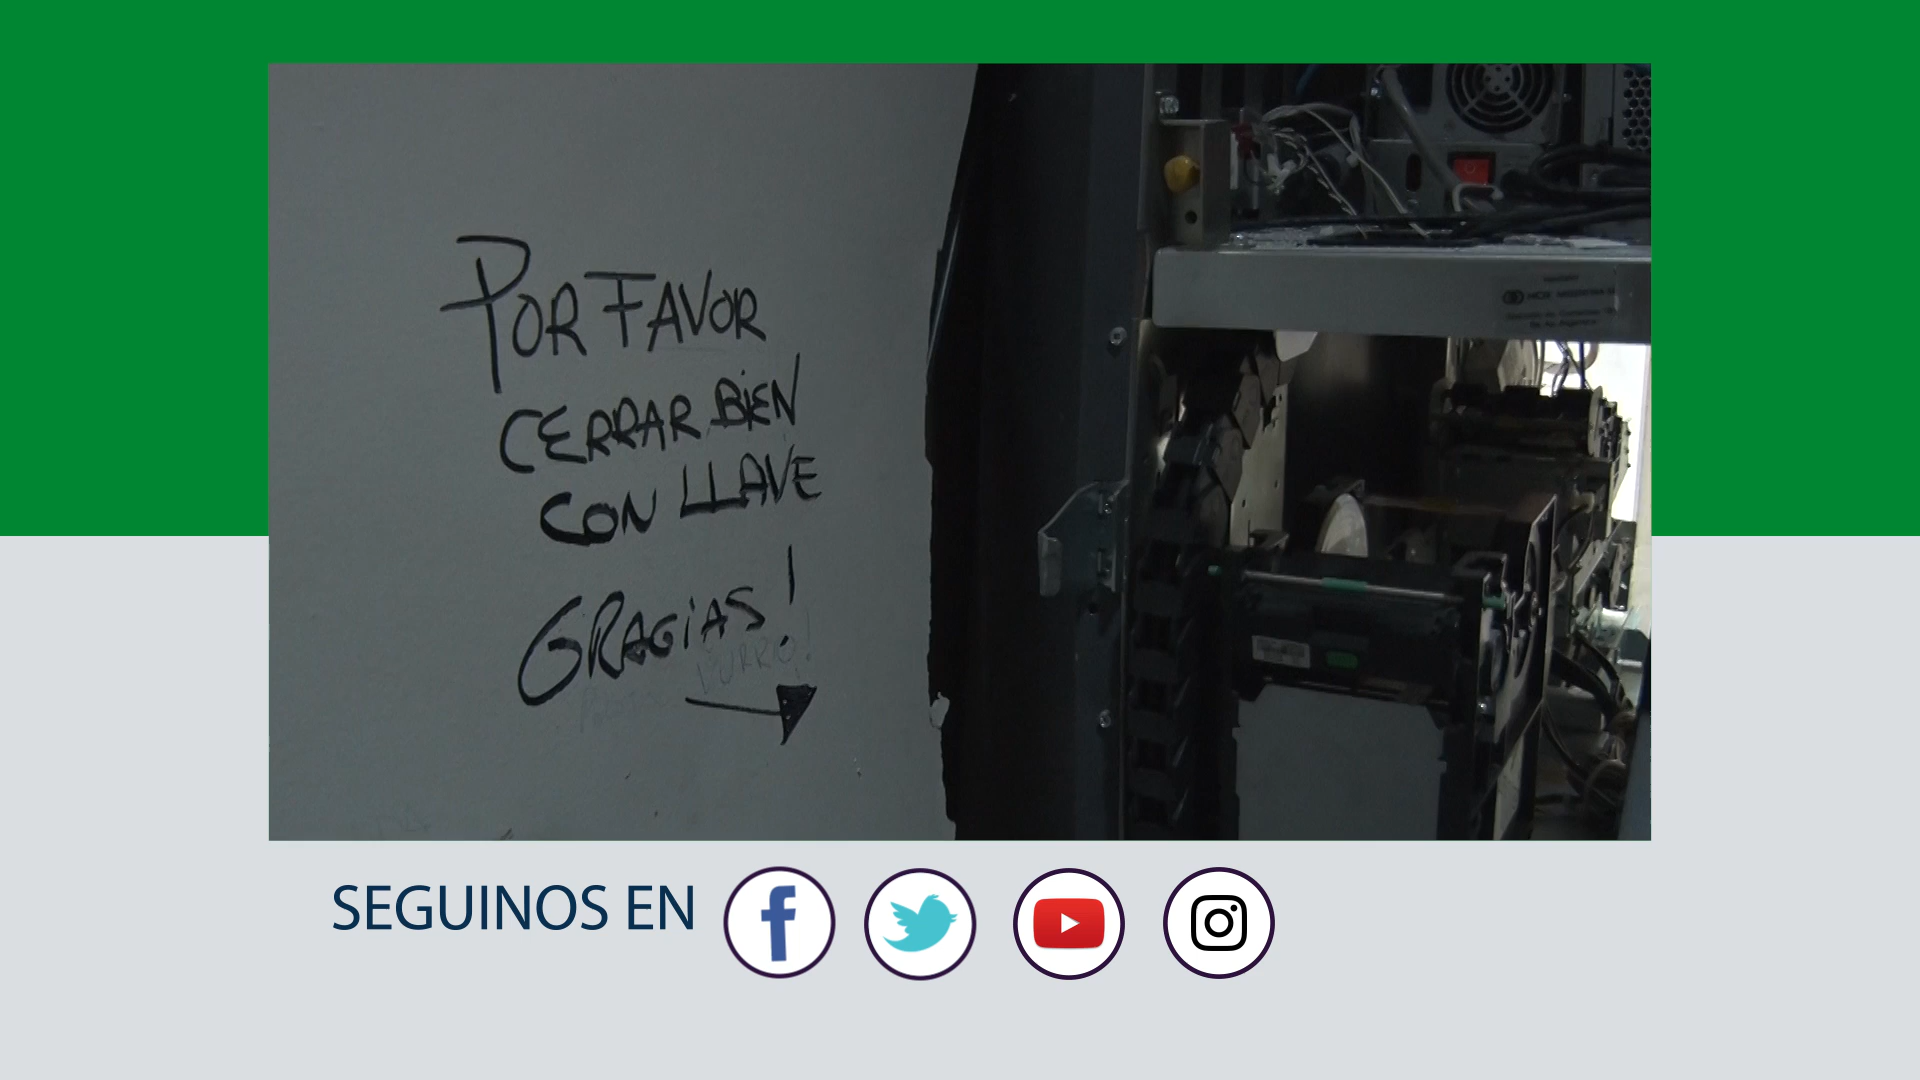 POR FAVOR
CERRAR BIEN
CON LLAVE
GRACIAS!
SEGUINOS EN